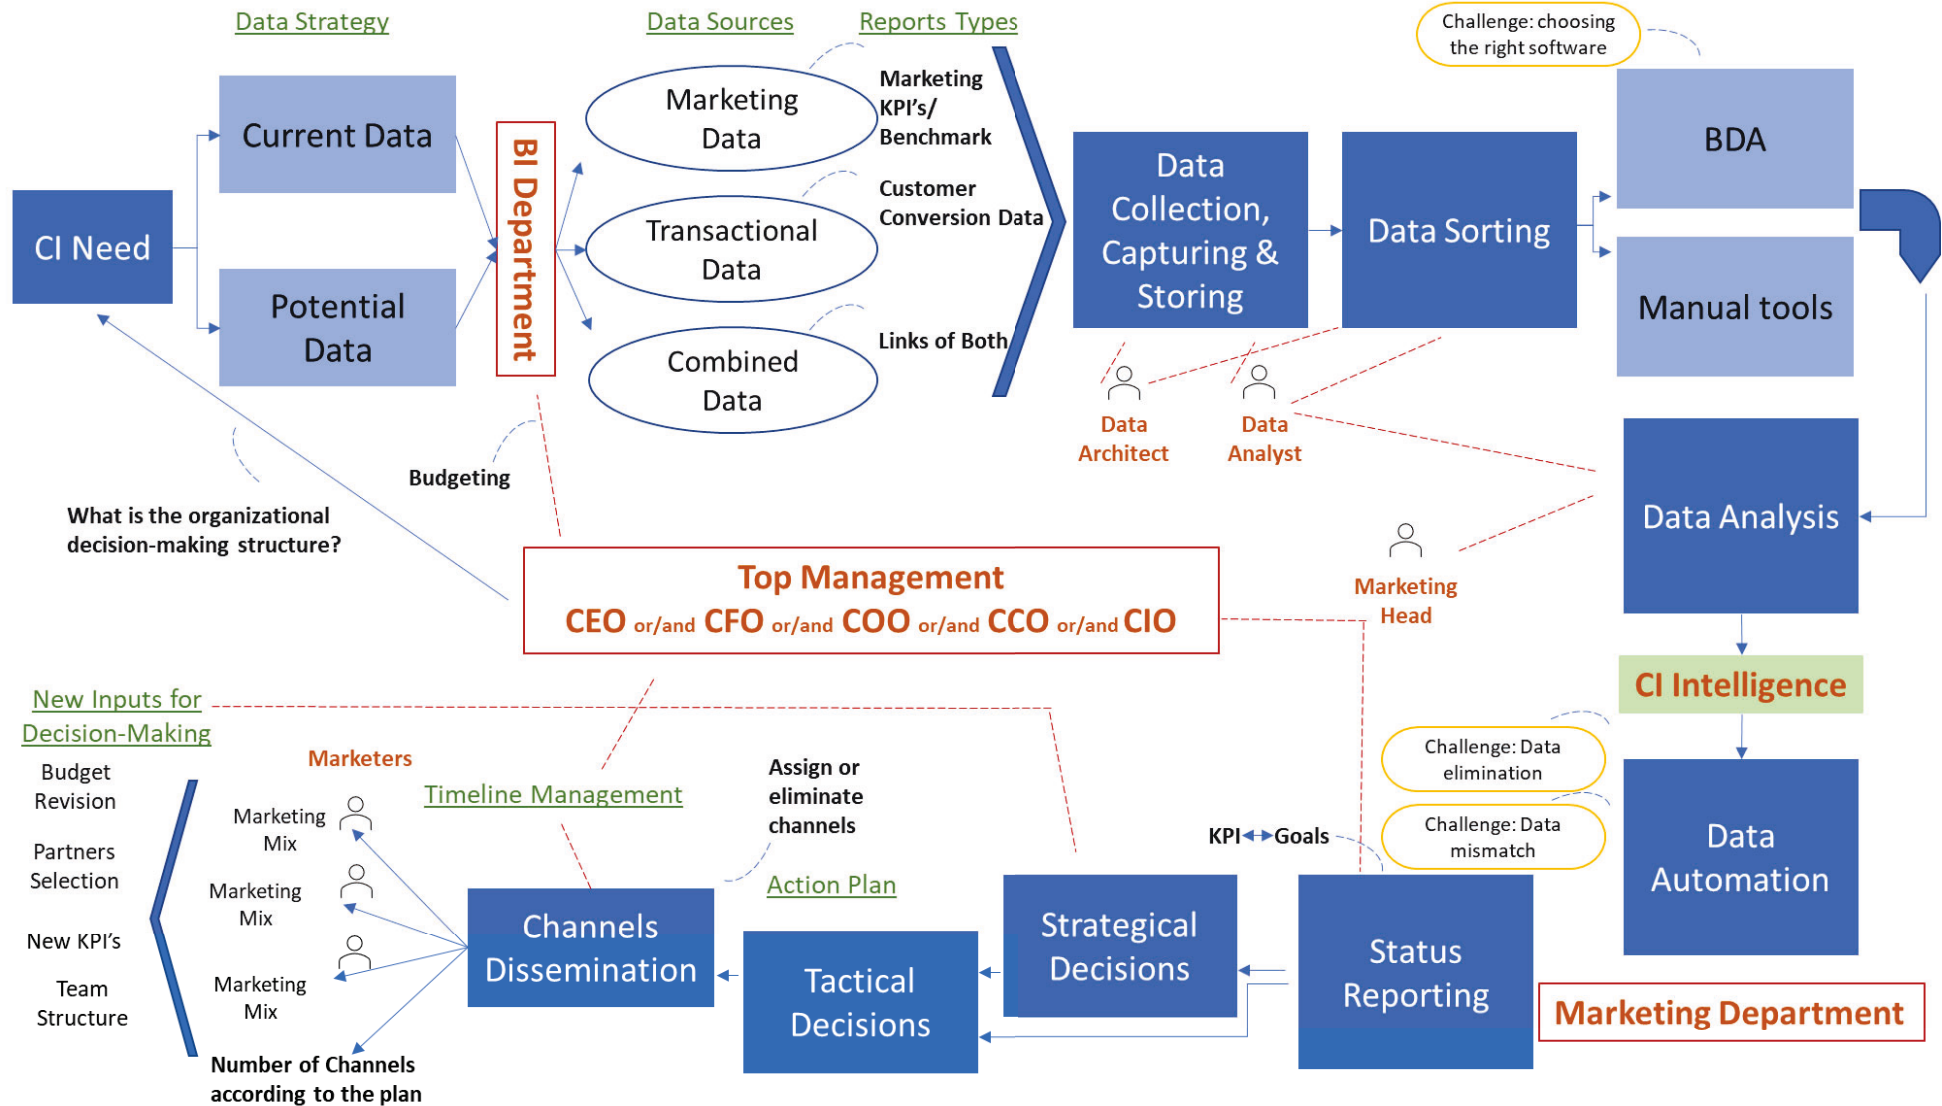 Data Strategy
Data Sources
Reports Types
Challenge: choosing
the right software
Current Data
Potential
Data
CI Need
BI Department
Marketing
Data
Transactional
Data
Combined
Data
Marketing
KPI's/
Benchmark
Customer
Conversion Data
Links of Both
Data
Collection,
Capturing &
Storing
Data Sorting
BDA
Manual tools
Data
Architect
Data
Analyst
Budgeting
What is the organizational
decision-making structure?
Top Management
CEO or/and CFO or/and COO or/and CCO or/and CIO
Marketing
Head
Data Analysis
CI Intelligence
Challenge: Data
elimination
Challenge: Data
mismatch
Data
Automation
Marketing Department
Status
Reporting
KPI
Goals
Strategical
Decisions
Tactical
Decisions
Action Plan
Assign or
eliminate
channels
Timeline Management
Channels
Dissemination
Marketers
Marketing
Mix
Marketing
Mix
Marketing
Mix
Number of Channels
according to the plan
New Inputs for
Decision-Making
Budget
Revision
Partners
Selection
New KPI's
Team
Structure